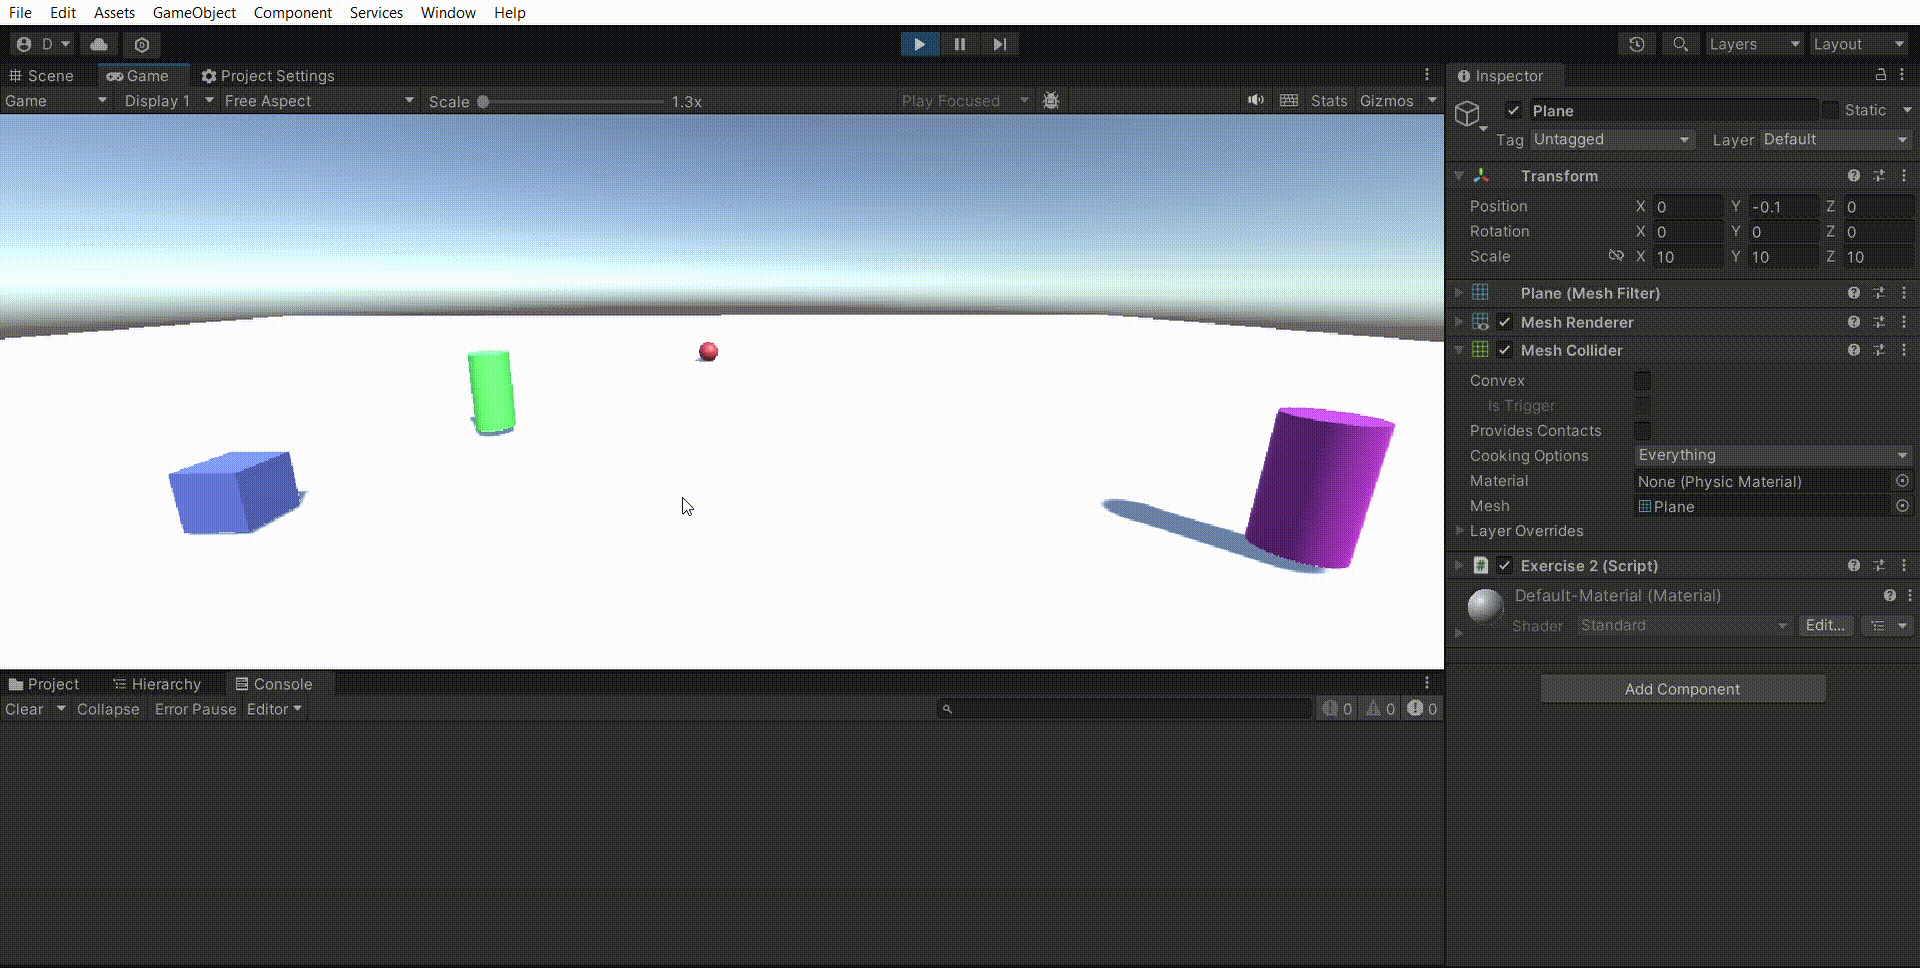 File Edit Assets GameObject Component Services Window Help
D Layers Layout
Scene Game Project Settings
Game Display 1 Free Aspect Scale 1.3x Play Focused Stats Gizmos
Inspector
Plane Static
Tag Untagged Layer Default
Transform
Position X 0 Y -0.1 Z 0
Rotation X 0 Y 0 Z 0
Scale X 10 Y 10 Z 10
Plane (Mesh Filter)
Mesh Renderer
Mesh Collider
Convex
Is Trigger
Provides Contacts
Cooking Options Everything
Material None (Physic Material)
Mesh Plane
Layer Overrides
Exercise 2 (Script)
Default-Material (Material)
Shader Standard Edit...
Add Component
Project Hierarchy Console
Clear Collapse Error Pause Editor 0 0 0